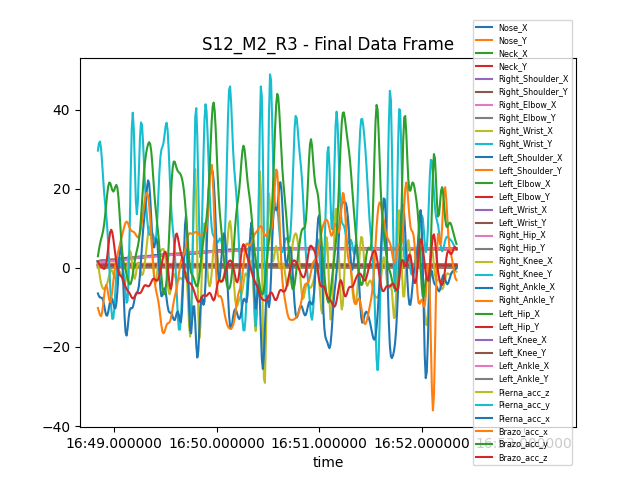 S12_M2_R3 - Final Data Frame
40
20
0
−20
−40
16:49.000000
16:50.000000
16:51.000000
16:52.000000
time
Nose_X
Nose_Y
Neck_X
Neck_Y
Right_Shoulder_X
Right_Shoulder_Y
Right_Elbow_X
Right_Elbow_Y
Right_Wrist_X
Right_Wrist_Y
Left_Shoulder_X
Left_Shoulder_Y
Left_Elbow_X
Left_Elbow_Y
Left_Wrist_X
Left_Wrist_Y
Right_Hip_X
Right_Hip_Y
Right_Knee_X
Right_Knee_Y
Right_Ankle_X
Right_Ankle_Y
Left_Hip_X
Left_Hip_Y
Left_Knee_X
Left_Knee_Y
Left_Ankle_X
Left_Ankle_Y
Pierna_acc_z
Pierna_acc_y
Pierna_acc_x
Brazo_acc_x
Brazo_acc_y
Brazo_acc_z